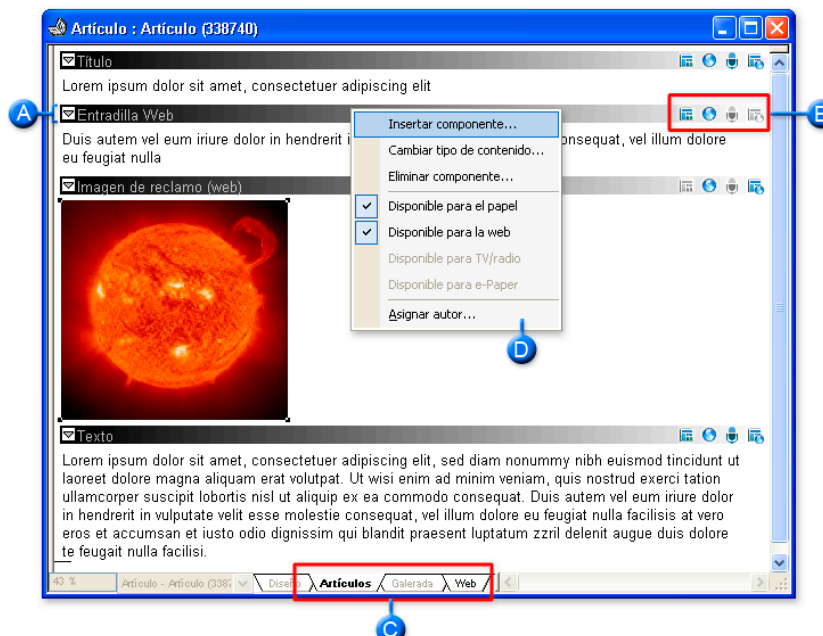 Artículo : Artículo (338740)
Título
Lorem ipsum dolor sit amet, consectetuer adipiscing elit
A
Entradilla Web
Duis autem vel eum iriure dolor in hendrerit i
onsequat, vel illum dolore
eu feugiat nulla
Insertar componente...
Cambiar tipo de contenido...
Eliminar componente...
Disponible para el papel
Disponible para la web
Disponible para TV/radio
Disponible para e-Paper
Asignar autor...
D
Imagen de reclamo (web)
Texto
Lorem ipsum dolor sit amet, consectetuer adipiscing elit, sed diam nonummy nibh euismod tincidunt ut
laoreet dolore magna aliquam erat volutpat. Ut wisi enim ad minim veniam, quis nostrud exerci tation
ullamcorper suscipit lobortis nisl ut aliquip ex ea commodo consequat. Duis autem vel eum iriure dolor
in hendrerit in vulputate velit esse molestie consequat, vel illum dolore eu feugiat nulla facilisis at vero
eros et accumsan et iusto odio dignissim qui blandit praesent luptatum zzril delenit augue duis dolore
te feugait nulla facilisi.
43 % Artículo - Artículo (338 Diseño Artículos Galerada Web
C